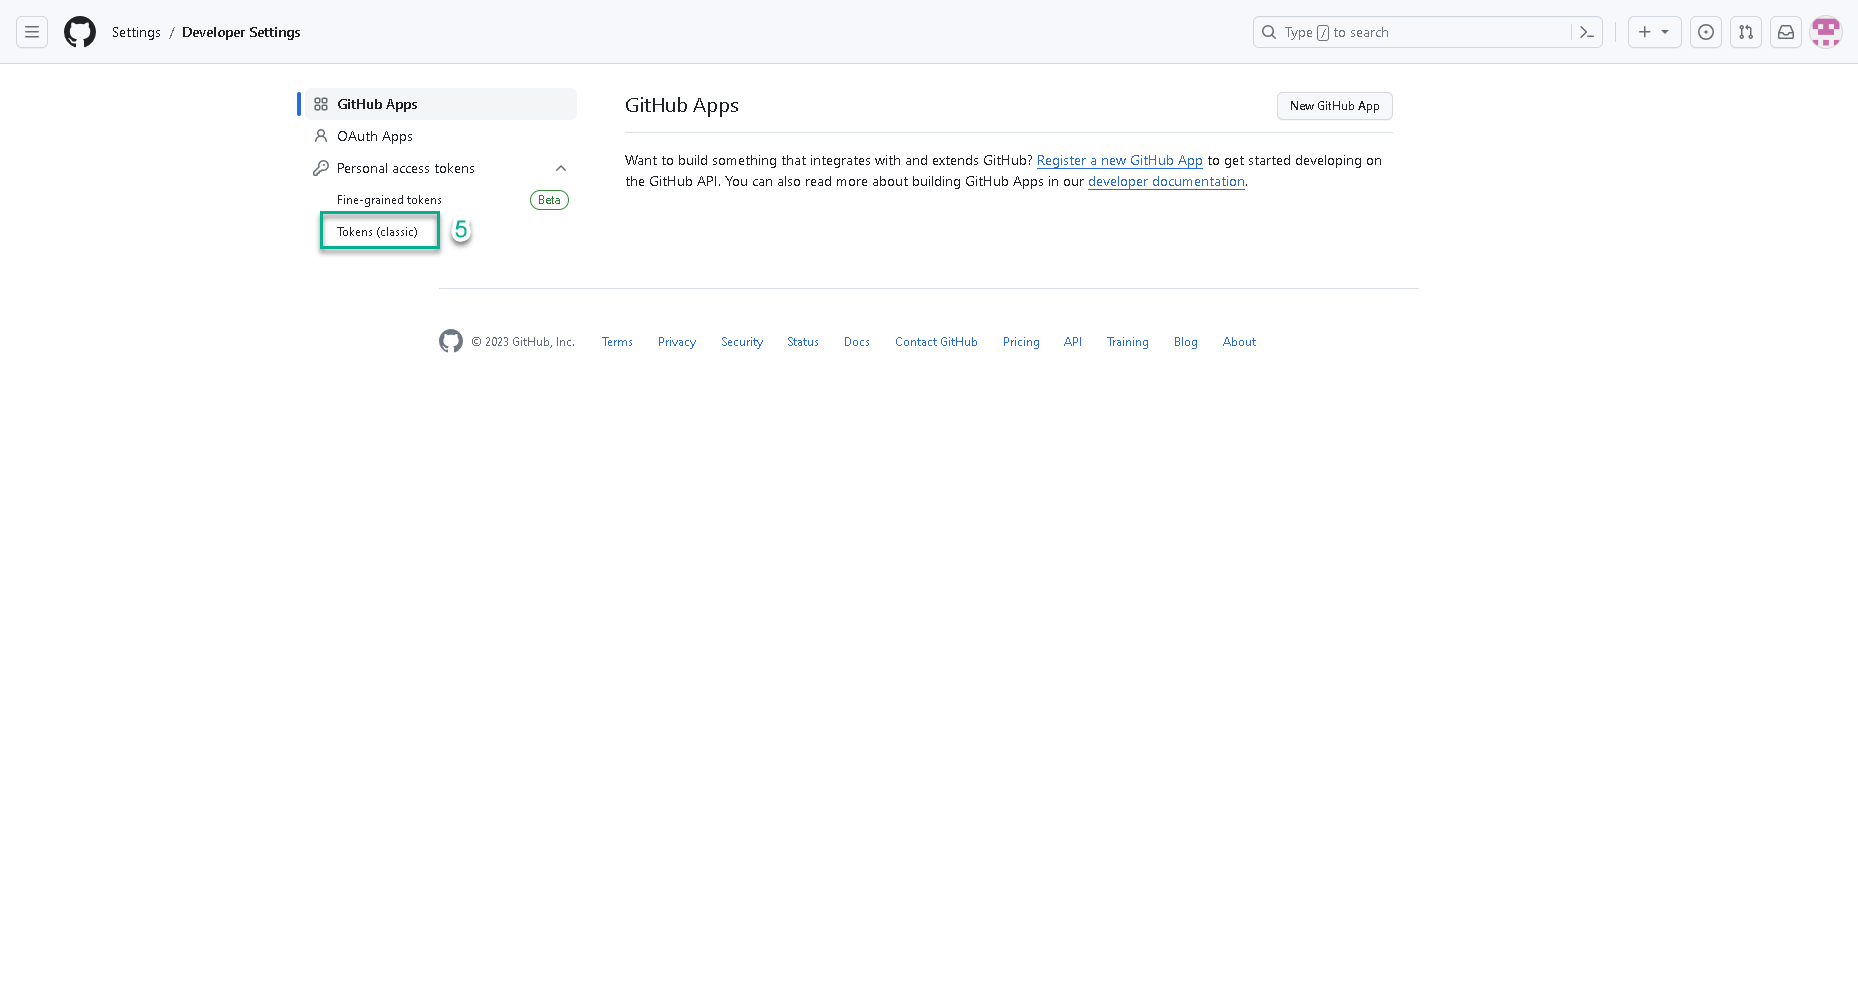 Settings / Developer Settings
Type / to search
GitHub Apps
OAuth Apps
Personal access tokens
Fine-grained tokens Beta
Tokens (classic) 5
GitHub Apps
New GitHub App
Want to build something that integrates with and extends GitHub? Register a new GitHub App to get started developing on
the GitHub API. You can also read more about building GitHub Apps in our developer documentation.
© 2023 GitHub, Inc. Terms Privacy Security Status Docs Contact GitHub Pricing API Training Blog About